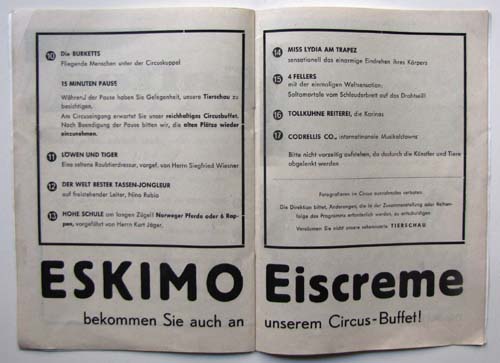 10 Die BURKETTS
Fliegende Menschen unter der Circuskuppel
15 MINUTEN PAUSE
Während der Pause haben Sie Gelegenheit, unsere Tierschau zu
besichtigen.
Am Circuseingang erwartet Sie unser reichhaltiges Circusbuffet.
Nach Beendigung der Pause bitten wir, die alten Plätze wieder
einzunehmen.
11 LÖWEN UND TIGER
Eine seltene Raubtierdressur, vorgef. von Herrn Siegfried Wiesner
12 DER WELT BESTER TASSEN-JONGLEUR
auf freistehender Leiter, Nino Rubio
13 HOHE SCHULE am langen Zügel! Norweger Pferde oder 6 Rap-
pen, vorgeführt von Herrn Kurt Jäger.
14 MISS LYDIA AM TRAPEZ
sensationell das einarmige Eindrehen ihres Körpers
15 4 FELLERS
mit der einmaligen Weltsensation:
Saltomortale vom Schleuderbrett auf das Drahtseil!
16 TOLLKUHNE REITEREI, die Karinas
17 CODRELLIS CO., internationale Musikalclowns
Bitte nicht vorzeitig aufstehen, da dadurch die Künstler und Tiere
abgelenkt werden
Fotografieren im Circus ausnahmslos verboten.
Die Direktion bittet, Änderungen, die in der Zusammenstellung oder Reihen-
folge des Programms erforderlich werden, zu entschuldigen
Versäumen Sie nicht unsere sehenswerte TIERSCHAU
ESKIMO Eiscreme
bekommen Sie auch an unserem Circus-Buffet!